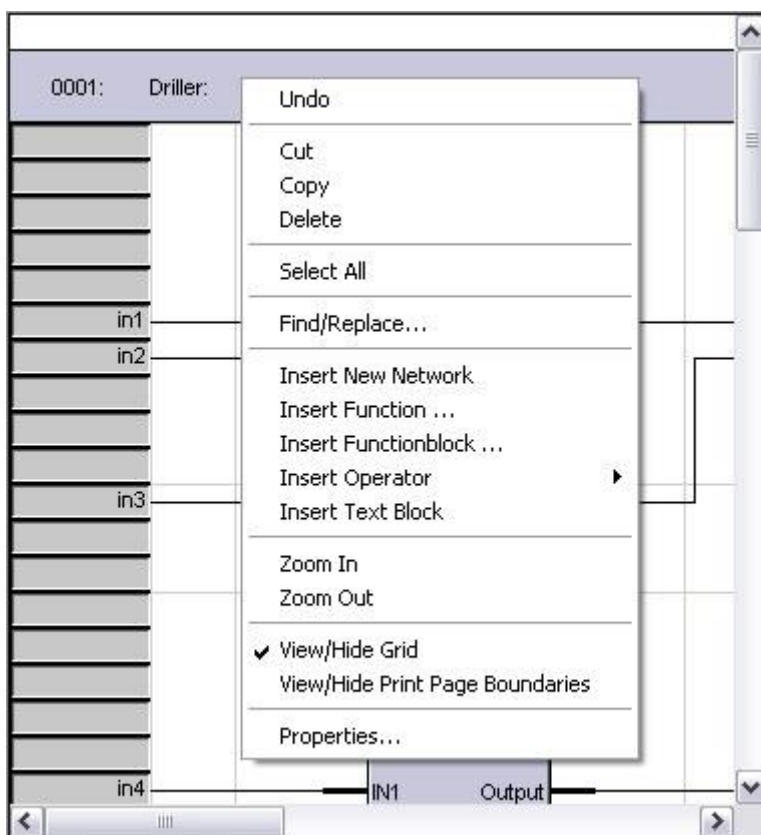 0001: Driller:
Undo
Cut
Copy
Delete
Select All
in1
Find/Replace...
in2
Insert New Network
Insert Function ...
Insert Functionblock ...
Insert Operator
in3
Insert Text Block
Zoom In
Zoom Out
View/Hide Grid
View/Hide Print Page Boundaries
Properties...
in4 IN1 Output